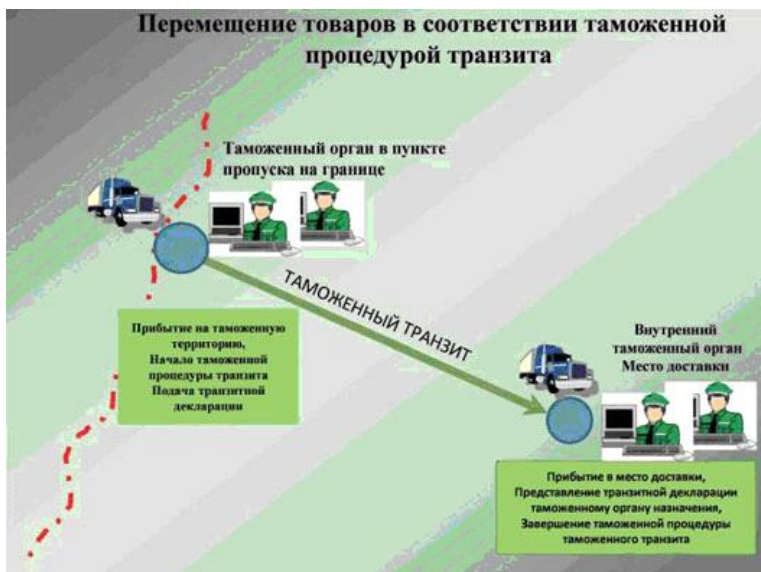 Перемещение товаров в соответствии таможенной
процедурой транзита
Таможенный орган в пункте
пропуска на границе
ТАМОЖЕННЫЙ ТРАНЗИТ
Прибытие на таможенную
территорию,
Начало таможенной
процедуры транзита
Подача транзитной
декларации
Внутренний
таможенный орган
Место доставки
Прибытие в место доставки,
Представление транзитной декларации
таможенному органу назначения,
Завершение таможенной процедуры
таможенного транзита